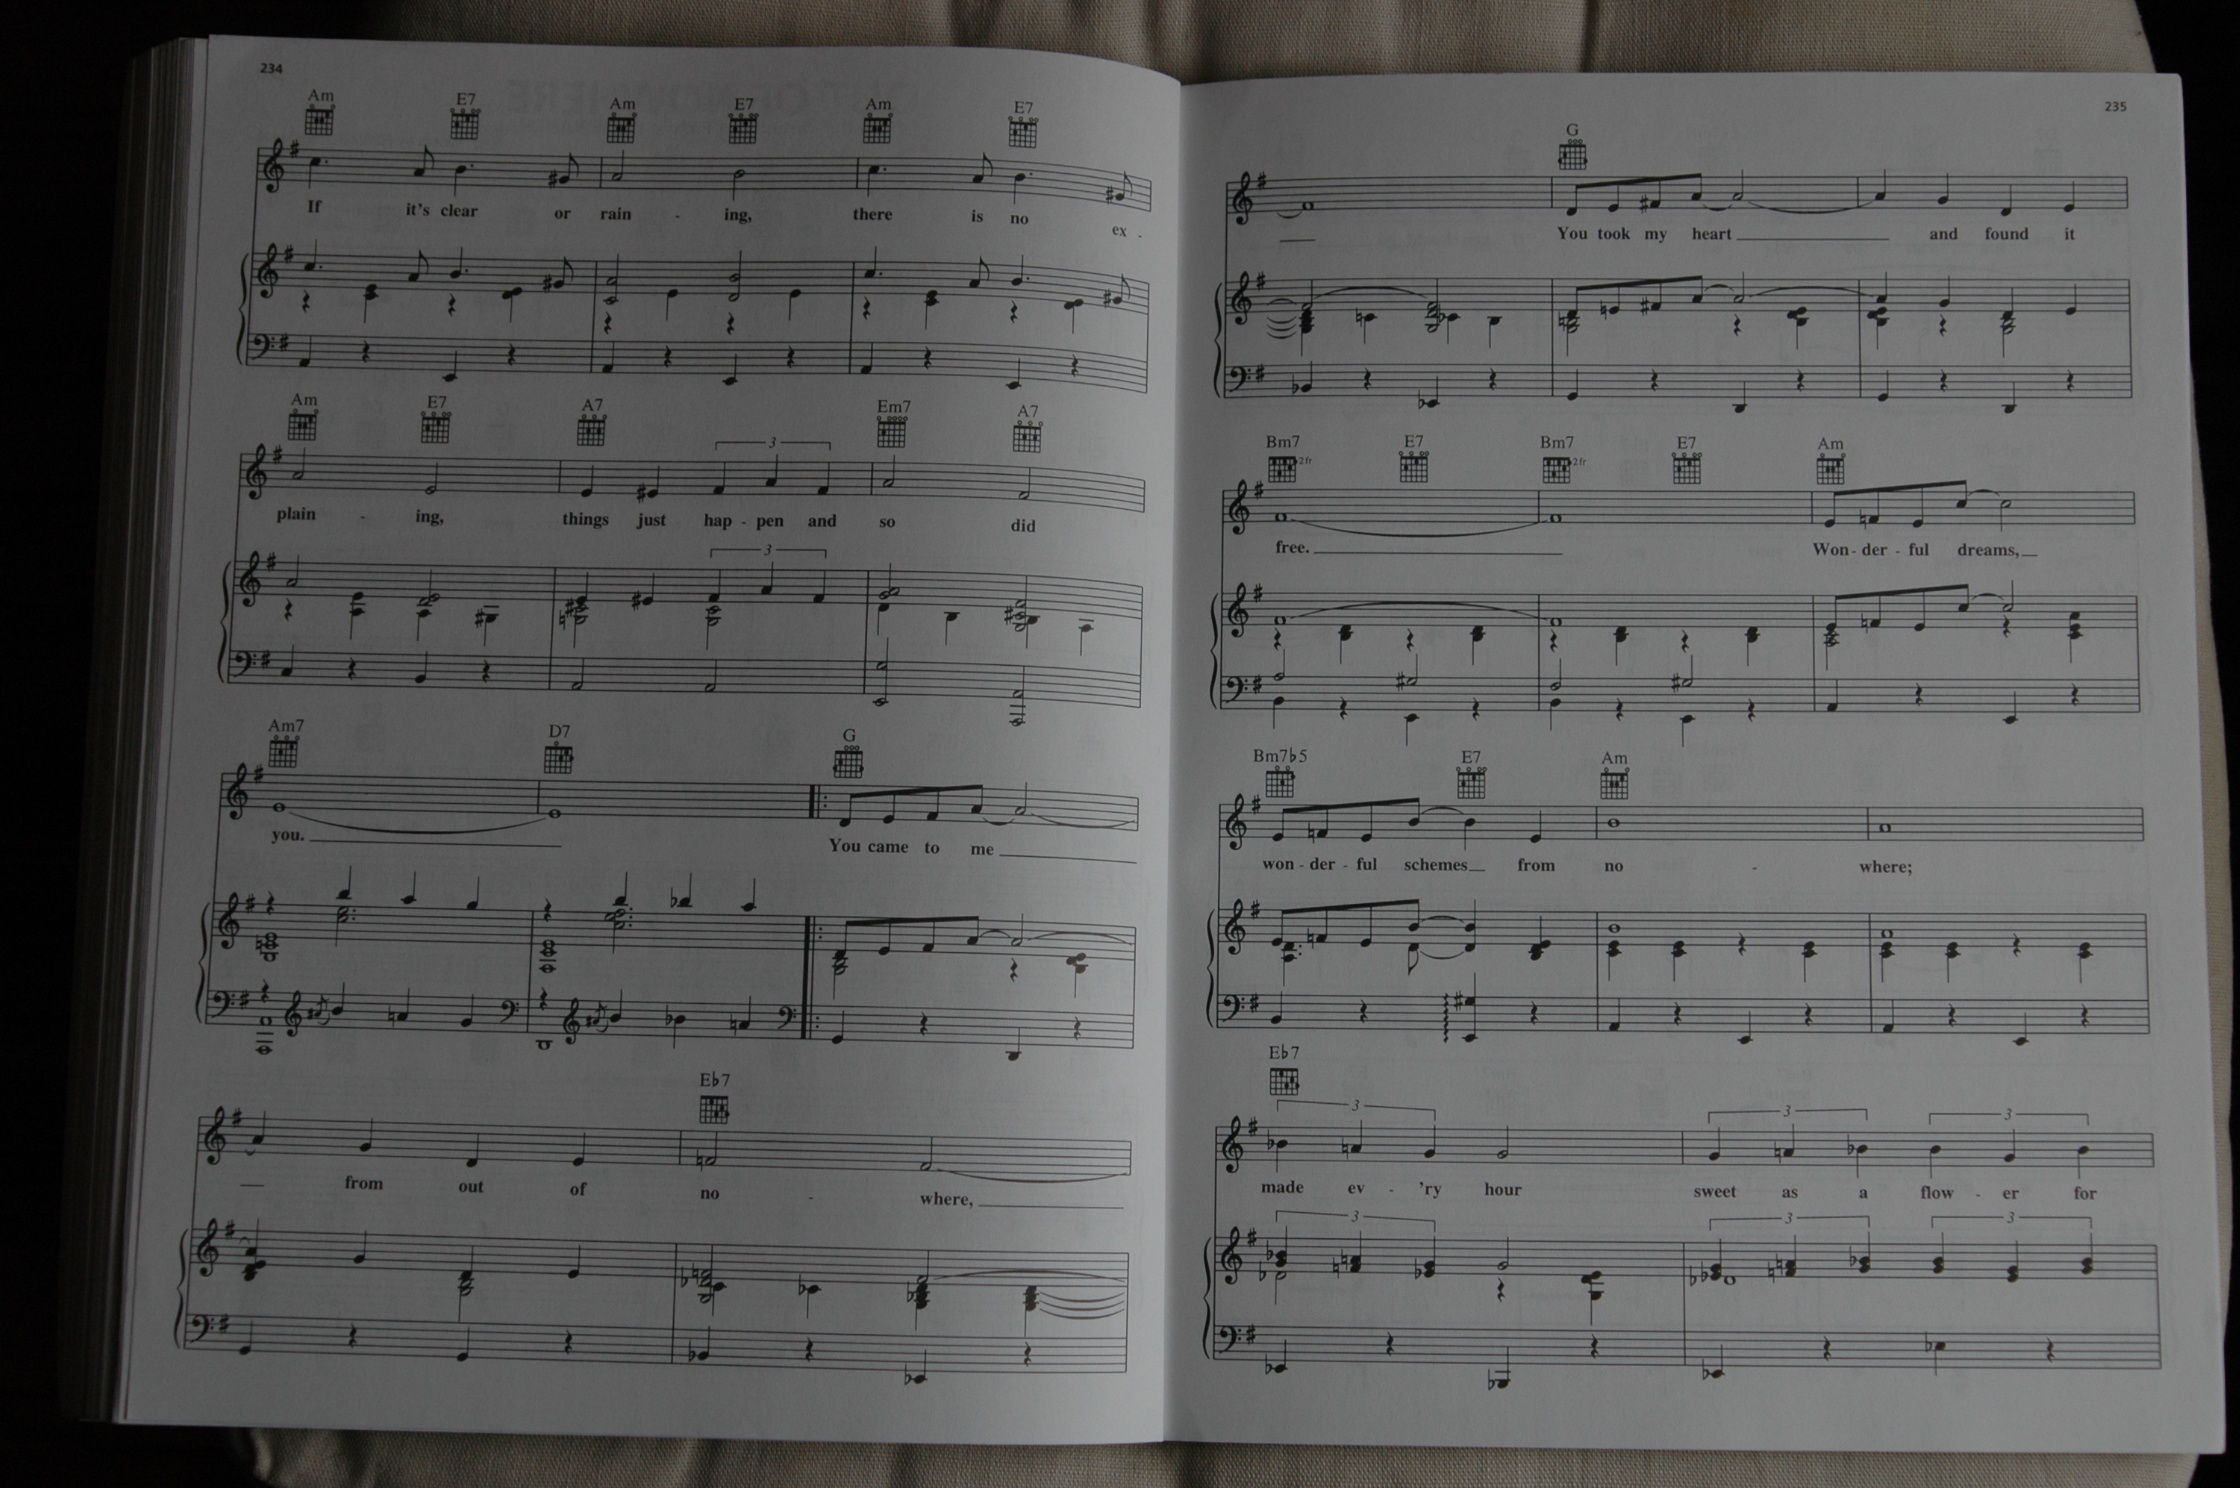 234
Am E7 Am E7 Am E7
If it's clear or rain - ing, there is no ex -
Am E7 A7 Em7 A7
3
plain - ing, things just hap - pen and so did
3
Am7 D7 G
you. You came to me
Eb7
from out of no - where,
235
G
You took my heart and found it
Bm7 E7 Bm7 E7 Am
2fr 2fr
free. Won - der - ful dreams,
Bm7b5 E7 Am
won - der - ful schemes from no - where;
Eb7
3 3 3
made ev - 'ry hour sweet as a flow - er for
3 3 3